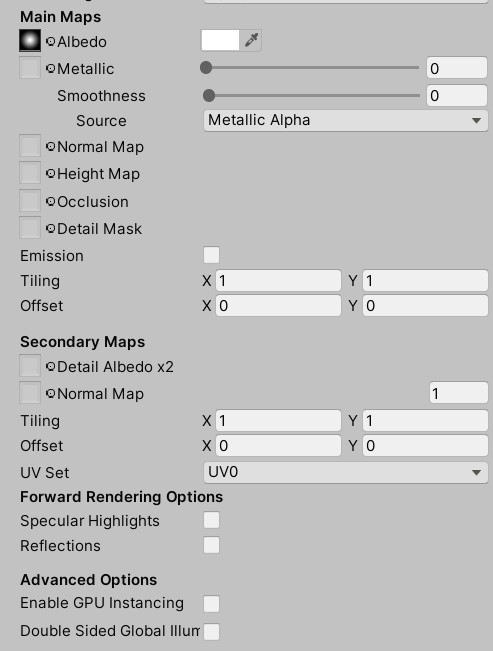 Main Maps
Albedo
Metallic 0
Smoothness 0
Source Metallic Alpha
Normal Map
Height Map
Occlusion
Detail Mask
Emission
Tiling X 1 Y 1
Offset X 0 Y 0
Secondary Maps
Detail Albedo x2
Normal Map 1
Tiling X 1 Y 1
Offset X 0 Y 0
UV Set UV0
Forward Rendering Options
Specular Highlights
Reflections
Advanced Options
Enable GPU Instancing
Double Sided Global Illum